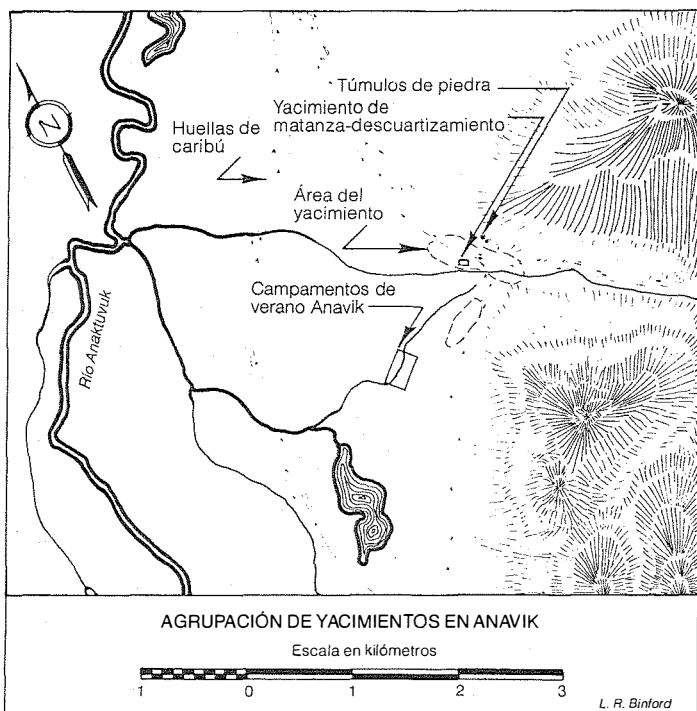 Túmulos de piedra
Yacimiento de
matanza-descuartizamiento
Huellas de
caribú
Área del
yacimiento
Campamentos de
verano Anavik
Río Anaktuvuk
N
AGRUPACIÓN DE YACIMIENTOS EN ANAVIK
Escala en kilómetros
1 0 1 2 3
L. R. Binford